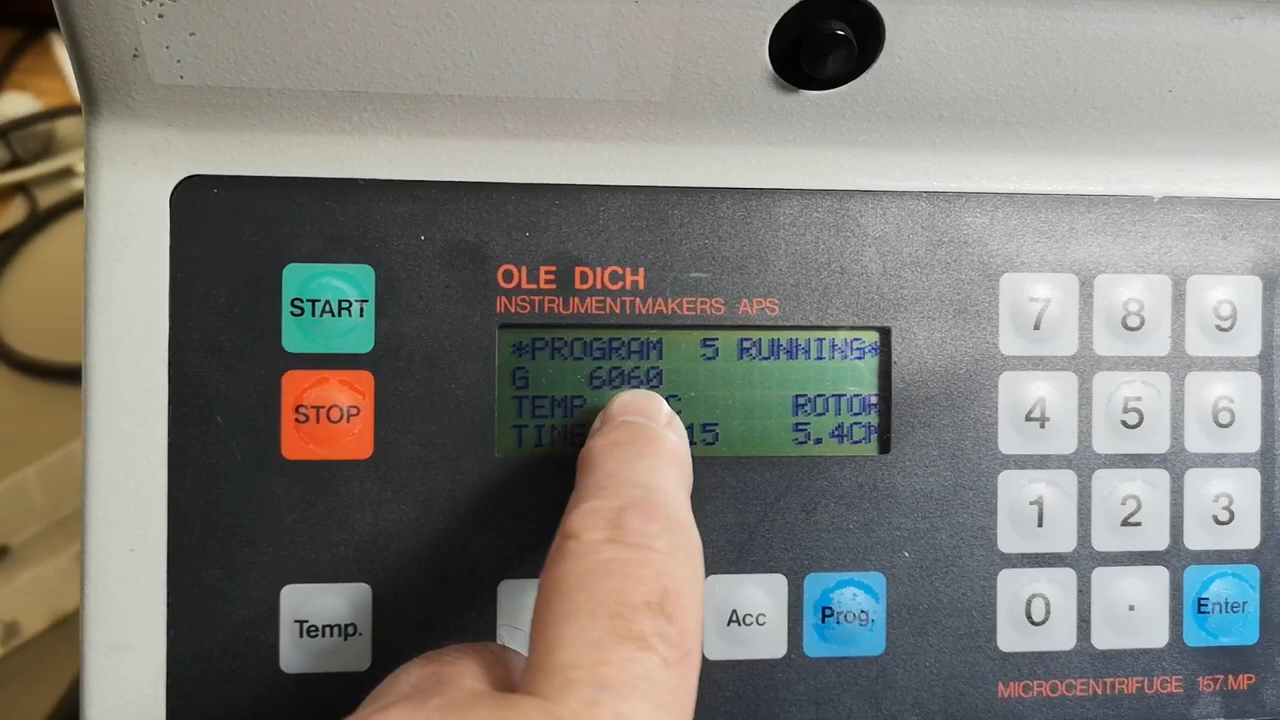 OLE DICH
INSTRUMENTMAKERS APS
*PROGRAM 5 RUNNING*
G 6060
TEMP C ROTOR
15 5.4CM
START
STOP
Temp.
Acc
Prog.
7 8 9
4 5 6
1 2 3
0 .
Enter
MICROCENTRIFUGE 157.MP